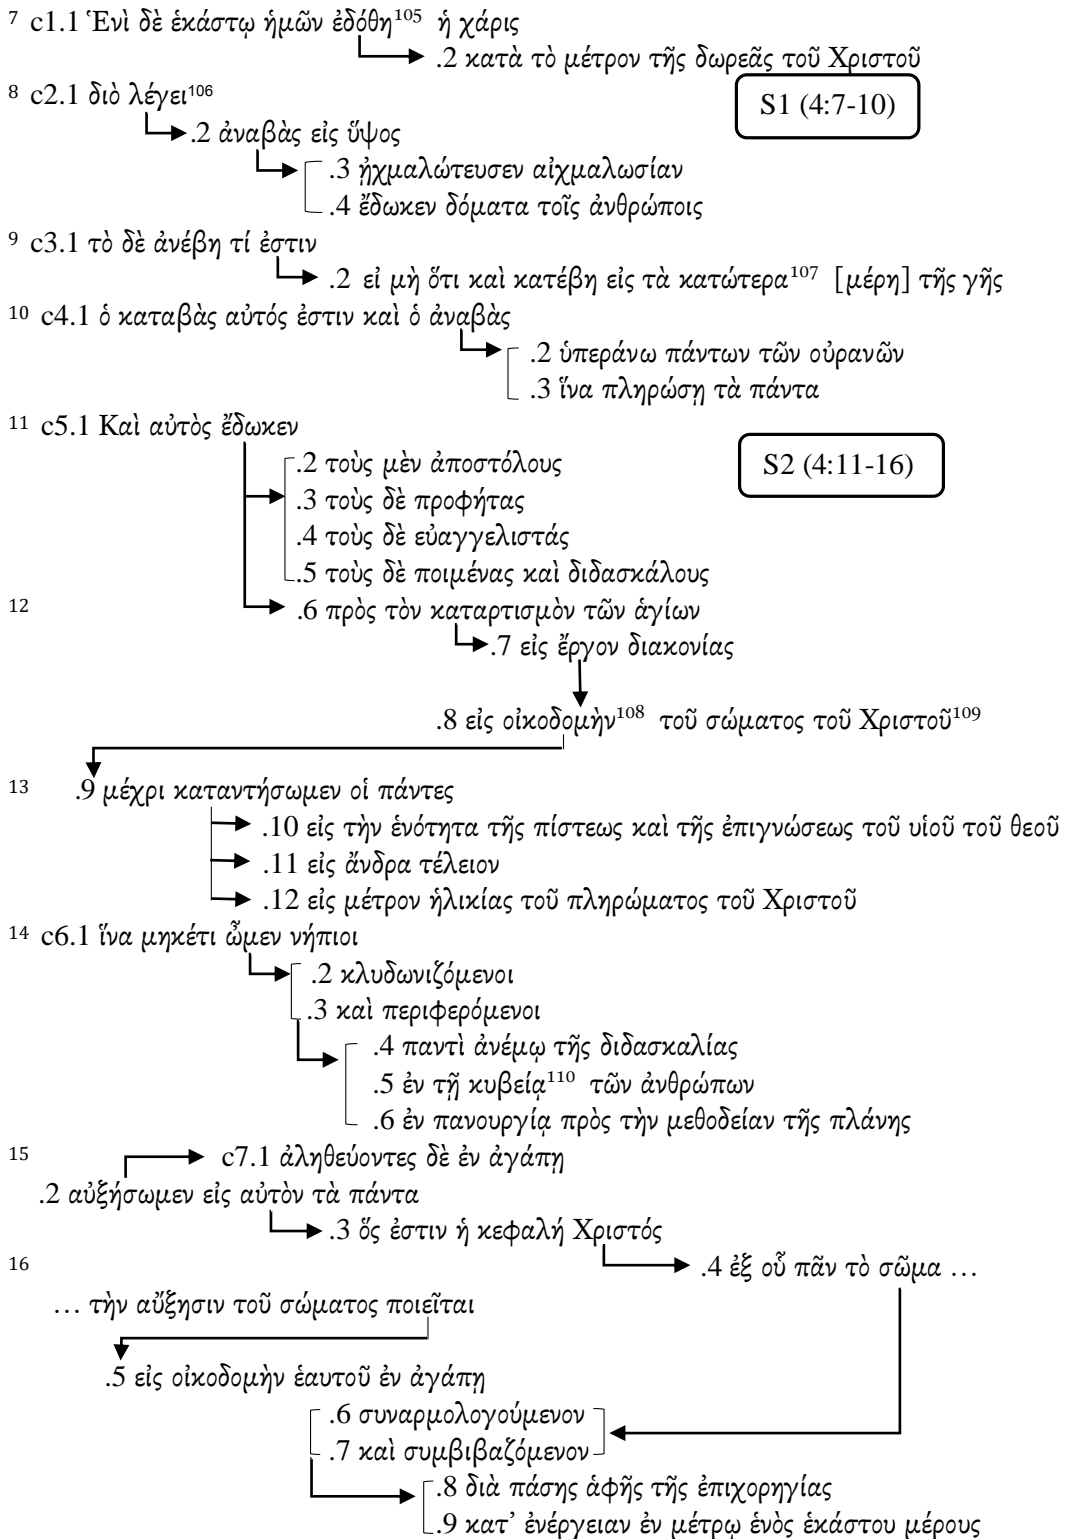 7 c1.1 Ἑνὶ δὲ ἑκάστῳ ἡμῶν ἐδόθη105 ἡ χάρις
.2 κατὰ τὸ μέτρον τῆς δωρεᾶς τοῦ Χριστοῦ
8 c2.1 διὸ λέγει106
S1 (4:7-10)
.2 ἀναβὰς εἰς ὕψος
.3 ᾐχμαλώτευσεν αἰχμαλωσίαν
.4 ἔδωκεν δόματα τοῖς ἀνθρώποις
9 c3.1 τὸ δὲ ἀνέβη τί ἐστιν
.2 εἰ μὴ ὅτι καὶ κατέβη εἰς τὰ κατώτερα107 [μέρη] τῆς γῆς
10 c4.1 ὁ καταβὰς αὐτός ἐστιν καὶ ὁ ἀναβὰς
.2 ὑπεράνω πάντων τῶν οὐρανῶν
.3 ἵνα πληρώσῃ τὰ πάντα
11 c5.1 Καὶ αὐτὸς ἔδωκεν
S2 (4:11-16)
.2 τοὺς μὲν ἀποστόλους
.3 τοὺς δὲ προφήτας
.4 τοὺς δὲ εὐαγγελιστάς
.5 τοὺς δὲ ποιμένας καὶ διδασκάλους
12 .6 πρὸς τὸν καταρτισμὸν τῶν ἁγίων
.7 εἰς ἔργον διακονίας
.8 εἰς οἰκοδομὴν108 τοῦ σώματος τοῦ Χριστοῦ109
13 .9 μέχρι καταντήσωμεν οἱ πάντες
.10 εἰς τὴν ἑνότητα τῆς πίστεως καὶ τῆς ἐπιγνώσεως τοῦ υἱοῦ τοῦ θεοῦ
.11 εἰς ἄνδρα τέλειον
.12 εἰς μέτρον ἡλικίας τοῦ πληρώματος τοῦ Χριστοῦ
14 c6.1 ἵνα μηκέτι ὦμεν νήπιοι
.2 κλυδωνιζόμενοι
.3 καὶ περιφερόμενοι
.4 παντὶ ἀνέμῳ τῆς διδασκαλίας
.5 ἐν τῇ κυβείᾳ110 τῶν ἀνθρώπων
.6 ἐν πανουργίᾳ πρὸς τὴν μεθοδείαν τῆς πλάνης
15 c7.1 ἀληθεύοντες δὲ ἐν ἀγάπῃ
.2 αὐξήσωμεν εἰς αὐτὸν τὰ πάντα
.3 ὅς ἐστιν ἡ κεφαλή Χριστός
16 .4 ἐξ οὗ πᾶν τὸ σῶμα …
… τὴν αὔξησιν τοῦ σώματος ποιεῖται
.5 εἰς οἰκοδομὴν ἑαυτοῦ ἐν ἀγάπῃ
.6 συναρμολογούμενον
.7 καὶ συμβιβαζόμενον
.8 διὰ πάσης ἁφῆς τῆς ἐπιχορηγίας
.9 κατ’ ἐνέργειαν ἐν μέτρῳ ἑνὸς ἑκάστου μέρους